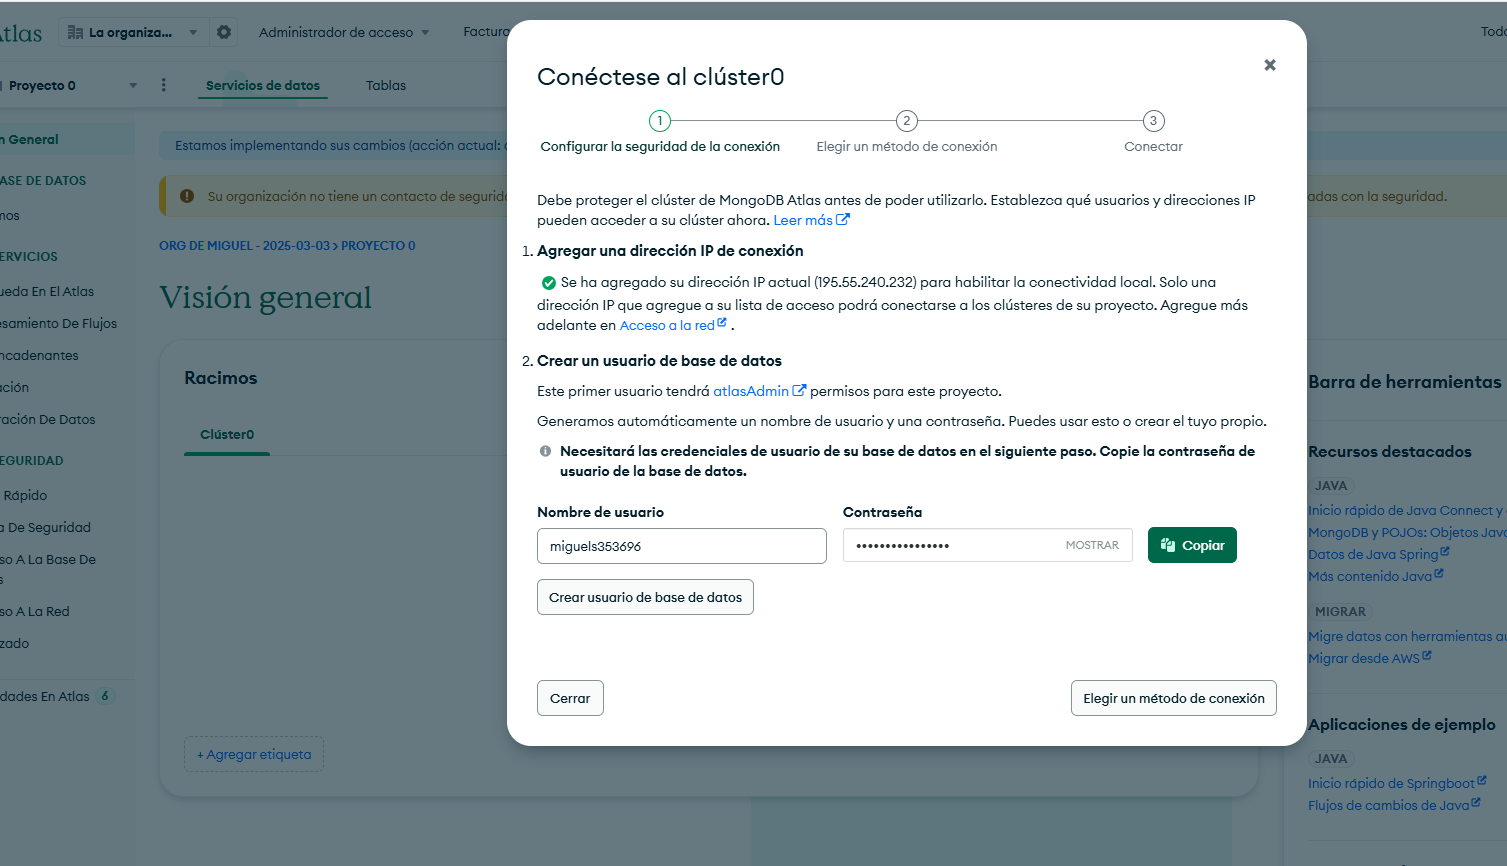 tlas
La organiza...
Administrador de acceso
Factura
Todo
Proyecto 0
Servicios de datos
Tablas
n General
ASE DE DATOS
mos
ERVICIOS
ueda En El Atlas
esamiento De Flujos
ncadenantes
ación
ración De Datos
EGURIDAD
Rápido
a De Seguridad
so A La Base De
s
so A La Red
zado
dades En Atlas 6
Estamos implementando sus cambios (acción actual:
Su organización no tiene un contacto de segurid
adas con la seguridad.
ORG DE MIGUEL - 2025-03-03 > PROYECTO 0
Visión general
Racimos
Clúster0
+ Agregar etiqueta
Conéctese al clúster0
1
2
3
Configurar la seguridad de la conexión
Elegir un método de conexión
Conectar
Debe proteger el clúster de MongoDB Atlas antes de poder utilizarlo. Establezca qué usuarios y direcciones IP
pueden acceder a su clúster ahora. Leer más
1. Agregar una dirección IP de conexión
Se ha agregado su dirección IP actual (195.55.240.232) para habilitar la conectividad local. Solo una
dirección IP que agregue a su lista de acceso podrá conectarse a los clústeres de su proyecto. Agregue más
adelante en Acceso a la red .
2. Crear un usuario de base de datos
Este primer usuario tendrá atlasAdmin permisos para este proyecto.
Generamos automáticamente un nombre de usuario y una contraseña. Puedes usar esto o crear el tuyo propio.
Necesitará las credenciales de usuario de su base de datos en el siguiente paso. Copie la contraseña de
usuario de la base de datos.
Nombre de usuario
Contraseña
miguels353696
•••••••••••••••• MOSTRAR
Copiar
Crear usuario de base de datos
Cerrar
Elegir un método de conexión
Barra de herramientas
Recursos destacados
JAVA
Inicio rápido de Java Connect y
MongoDB y POJOs: Objetos Java
Datos de Java Spring
Más contenido Java
MIGRAR
Migre datos con herramientas au
Migrar desde AWS
Aplicaciones de ejemplo
JAVA
Inicio rápido de Springboot
Flujos de cambios de Java